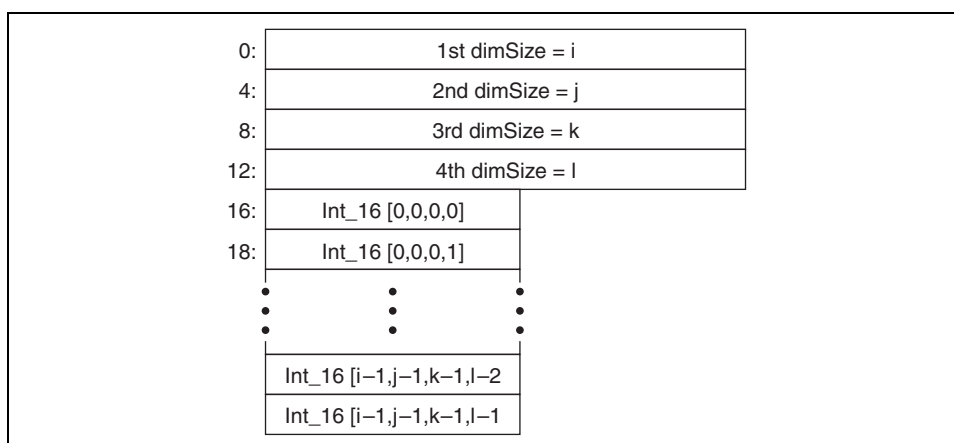 0: 1st dimSize = i
4: 2nd dimSize = j
8: 3rd dimSize = k
12: 4th dimSize = l
16: Int_16 [0,0,0,0]
18: Int_16 [0,0,0,1]
Int_16 [i–1,j–1,k–1,l–2
Int_16 [i–1,j–1,k–1,l–1